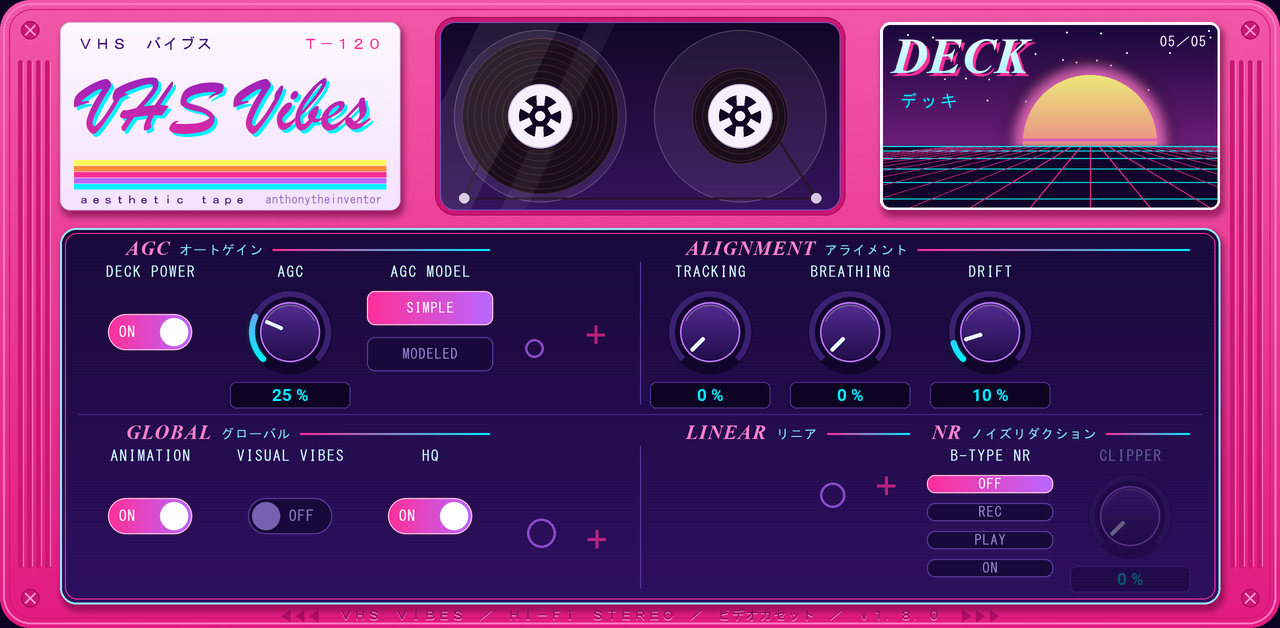 VHS バイブス
T-120
VHS Vibes
aesthetic tape
anthonytheinventor
DECK
05/05
デッキ
AGC オートゲイン
DECK POWER
AGC
AGC MODEL
ON
SIMPLE
MODELED
25 %
ALIGNMENT アライメント
TRACKING
BREATHING
DRIFT
0 %
0 %
10 %
GLOBAL グローバル
ANIMATION
VISUAL VIBES
HQ
ON
OFF
ON
LINEAR リニア
NR ノイズリダクション
B-TYPE NR
CLIPPER
OFF
REC
PLAY
ON
0 %
VHS VIBES / HI-FI STEREO / ビデオカセット / v1.8.0